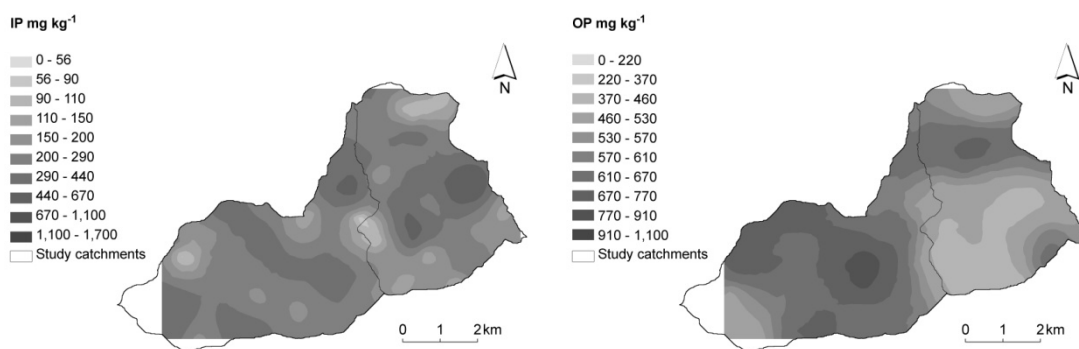 IP mg kg⁻¹
0 - 56
56 - 90
90 - 110
110 - 150
150 - 200
200 - 290
290 - 440
440 - 670
670 - 1,100
1,100 - 1,700
Study catchments
N
0 1 2 km
OP mg kg⁻¹
0 - 220
220 - 370
370 - 460
460 - 530
530 - 570
570 - 610
610 - 670
670 - 770
770 - 910
910 - 1,100
Study catchments
N
0 1 2 km